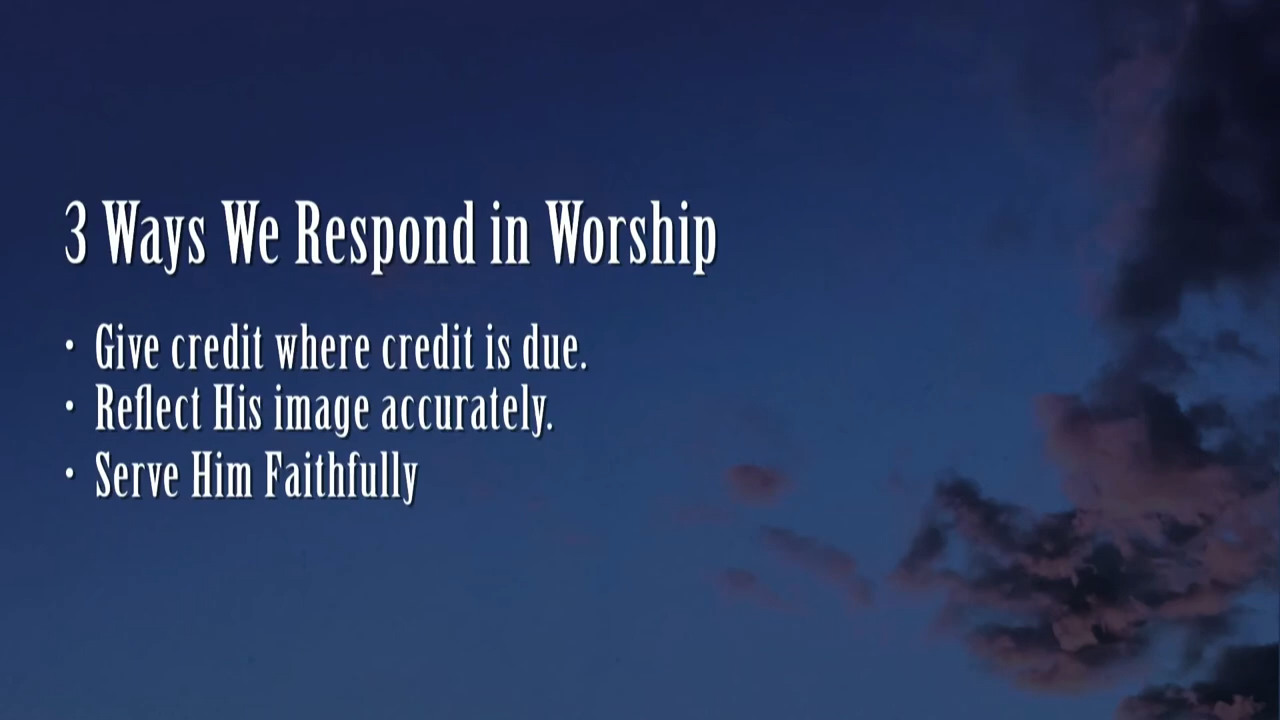 3 Ways We Respond in Worship
• Give credit where credit is due.
• Reflect His image accurately.
• Serve Him Faithfully